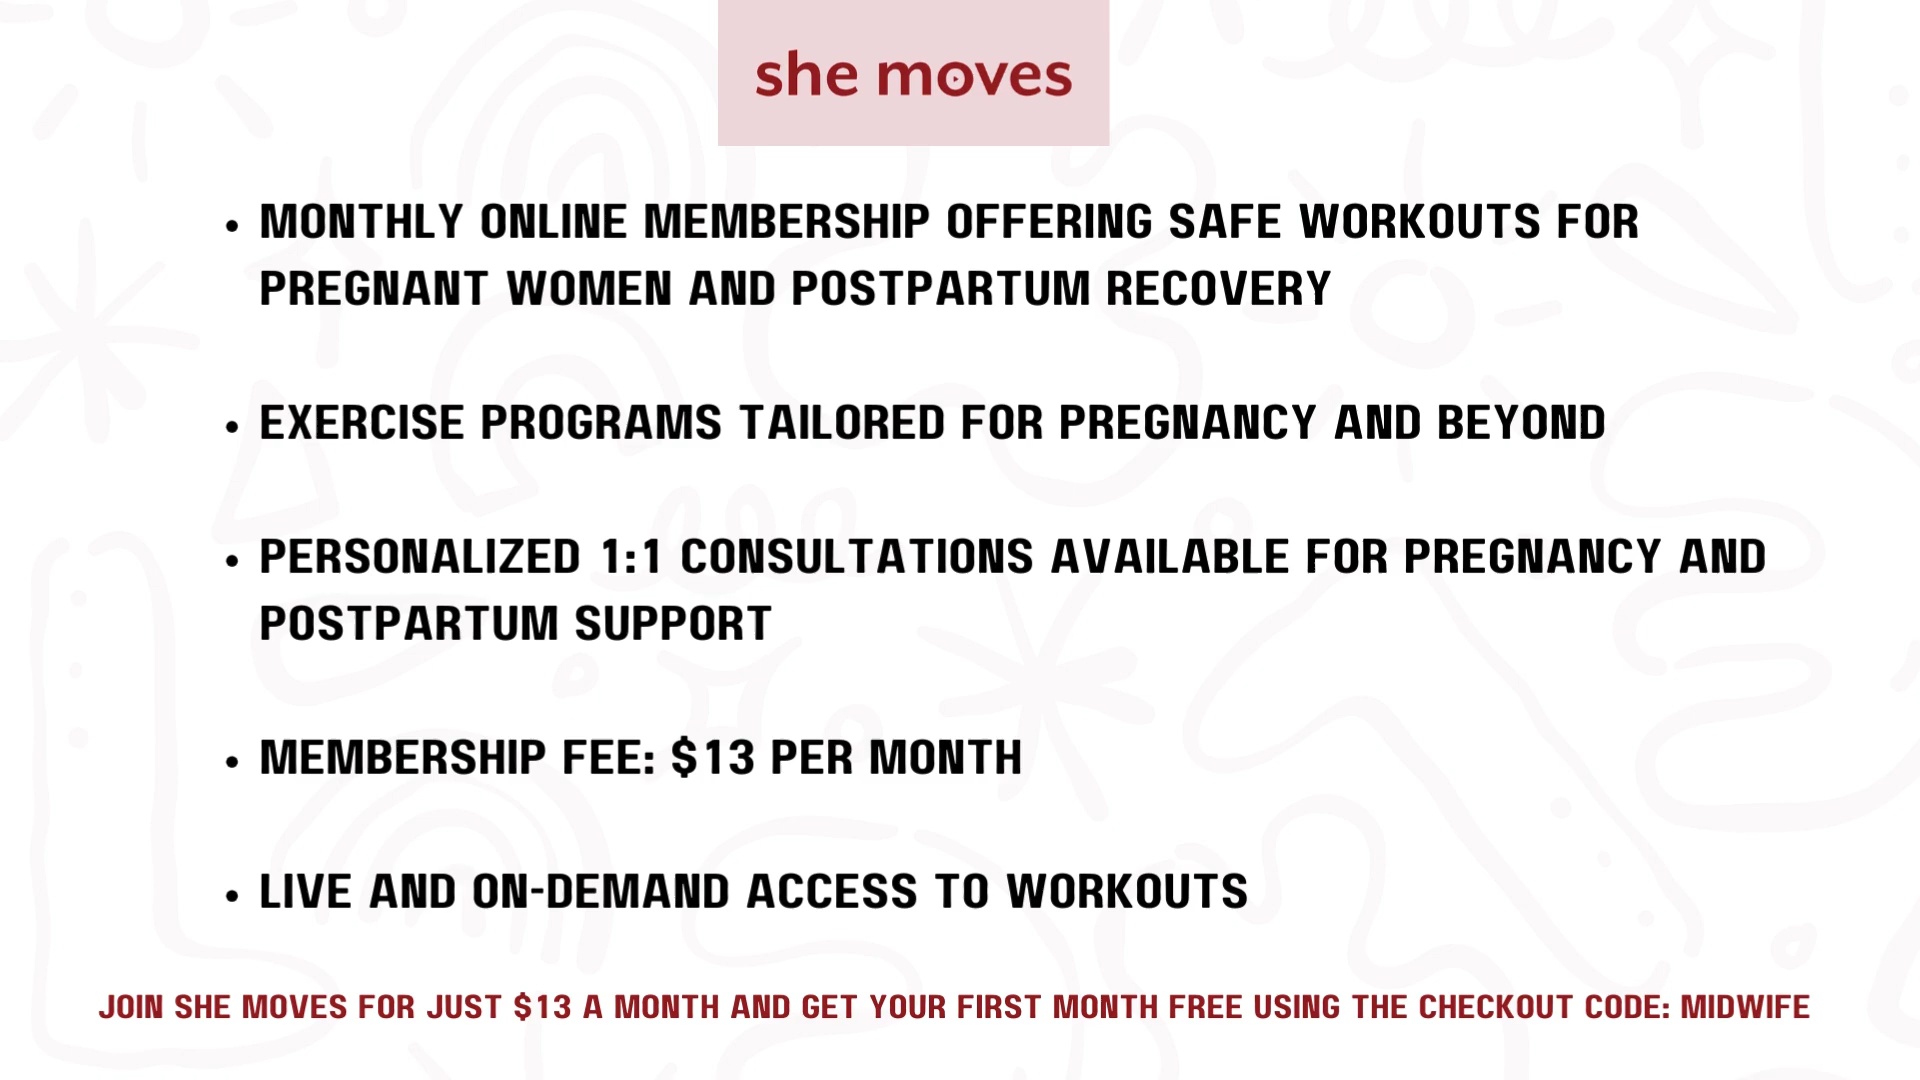 she moves
• MONTHLY ONLINE MEMBERSHIP OFFERING SAFE WORKOUTS FOR
PREGNANT WOMEN AND POSTPARTUM RECOVERY
• EXERCISE PROGRAMS TAILORED FOR PREGNANCY AND BEYOND
• PERSONALIZED 1:1 CONSULTATIONS AVAILABLE FOR PREGNANCY AND
POSTPARTUM SUPPORT
• MEMBERSHIP FEE: $13 PER MONTH
• LIVE AND ON-DEMAND ACCESS TO WORKOUTS
JOIN SHE MOVES FOR JUST $13 A MONTH AND GET YOUR FIRST MONTH FREE USING THE CHECKOUT CODE: MIDWIFE